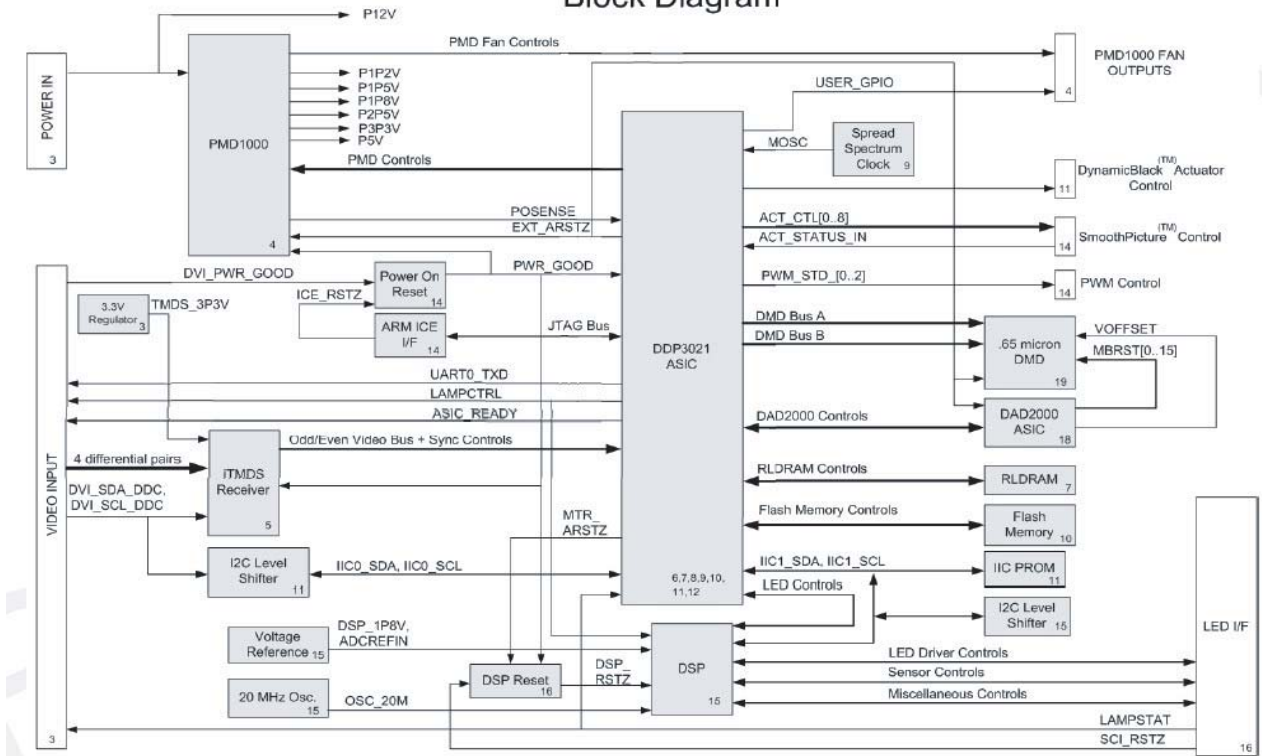 Block Diagram
P12V
PMD Fan Controls
POWER IN
3
PMD1000
4
P1P2V
P1P5V
P1P8V
P2P5V
P3P3V
P5V
PMD Controls
POSENSE
EXT_ARSTZ
PMD1000 FAN
OUTPUTS
4
USER_GPIO
MOSC
Spread
Spectrum
Clock
9
DynamicBlack (TM) Actuator
Control
11
ACT_CTL[0..8]
ACT_STATUS_IN
SmoothPicture (TM) Control
14
PWM_STD_[0..2]
PWM Control
14
DVI_PWR_GOOD
Power On
Reset
14
PWR_GOOD
3.3V
Regulator
3
TMDS_3P3V
ICE_RSTZ
ARM ICE
I/F
14
JTAG Bus
DDP3021
ASIC
6,7,8,9,10,
11,12
DMD Bus A
DMD Bus B
.65 micron
DMD
19
VOFFSET
MBRST[0..15]
UART0_TXD
LAMPCTRL
ASIC_READY
DAD2000 Controls
DAD2000
ASIC
18
VIDEO INPUT
3
4 differential pairs
DVI_SDA_DDC,
DVI_SCL_DDC
iTMDS
Receiver
5
Odd/Even Video Bus + Sync Controls
RLDRAM Controls
RLDRAM
7
MTR_
ARSTZ
Flash Memory Controls
Flash
Memory
10
I2C Level
Shifter
11
IIC0_SDA, IIC0_SCL
IIC1_SDA, IIC1_SCL
IIC PROM
11
LED Controls
I2C Level
Shifter
15
Voltage
Reference
15
DSP_1P8V,
ADCREFIN
DSP Reset
16
DSP_
RSTZ
DSP
15
20 MHz Osc.
15
OSC_20M
LED Driver Controls
Sensor Controls
Miscellaneous Controls
LAMPSTAT
SCI_RSTZ
LED I/F
16